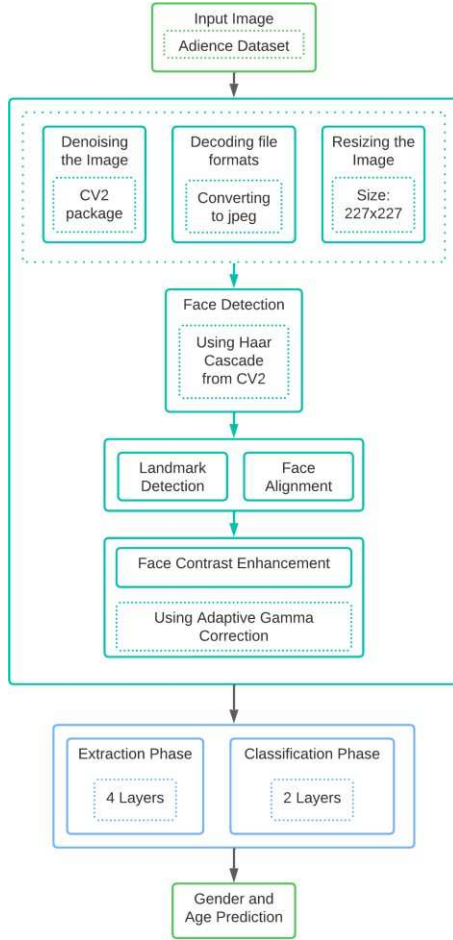 Input Image
Adience Dataset
Denoising
the Image
CV2
package
Decoding file
formats
Converting
to jpeg
Resizing the
Image
Size:
227x227
Face Detection
Using Haar
Cascade
from CV2
Landmark
Detection
Face
Alignment
Face Contrast Enhancement
Using Adaptive Gamma
Correction
Extraction Phase
4 Layers
Classification Phase
2 Layers
Gender and
Age Prediction